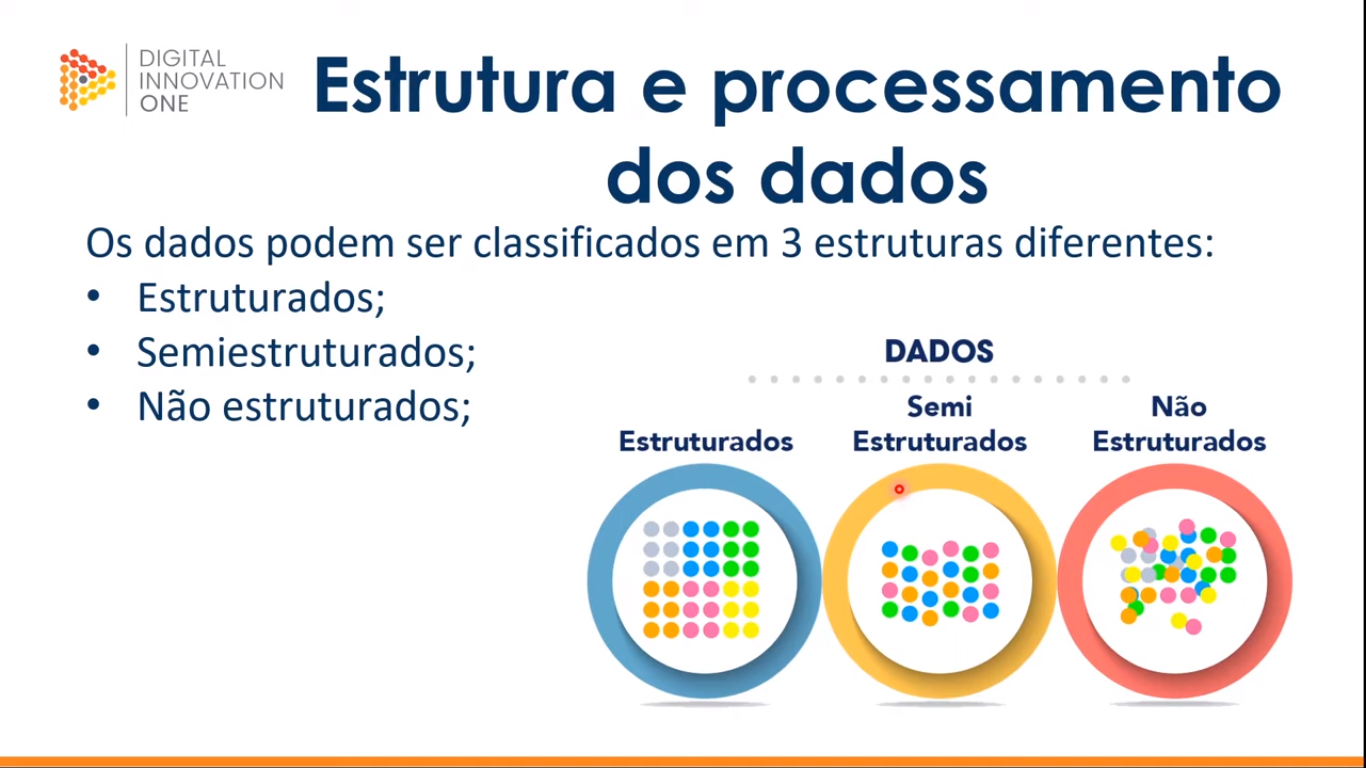 DIGITAL
INNOVATION
ONE
Estrutura e processamento
dos dados
Os dados podem ser classificados em 3 estruturas diferentes:
• Estruturados;
• Semiestruturados;
• Não estruturados;
DADOS
Estruturados
Semi
Estruturados
Não
Estruturados